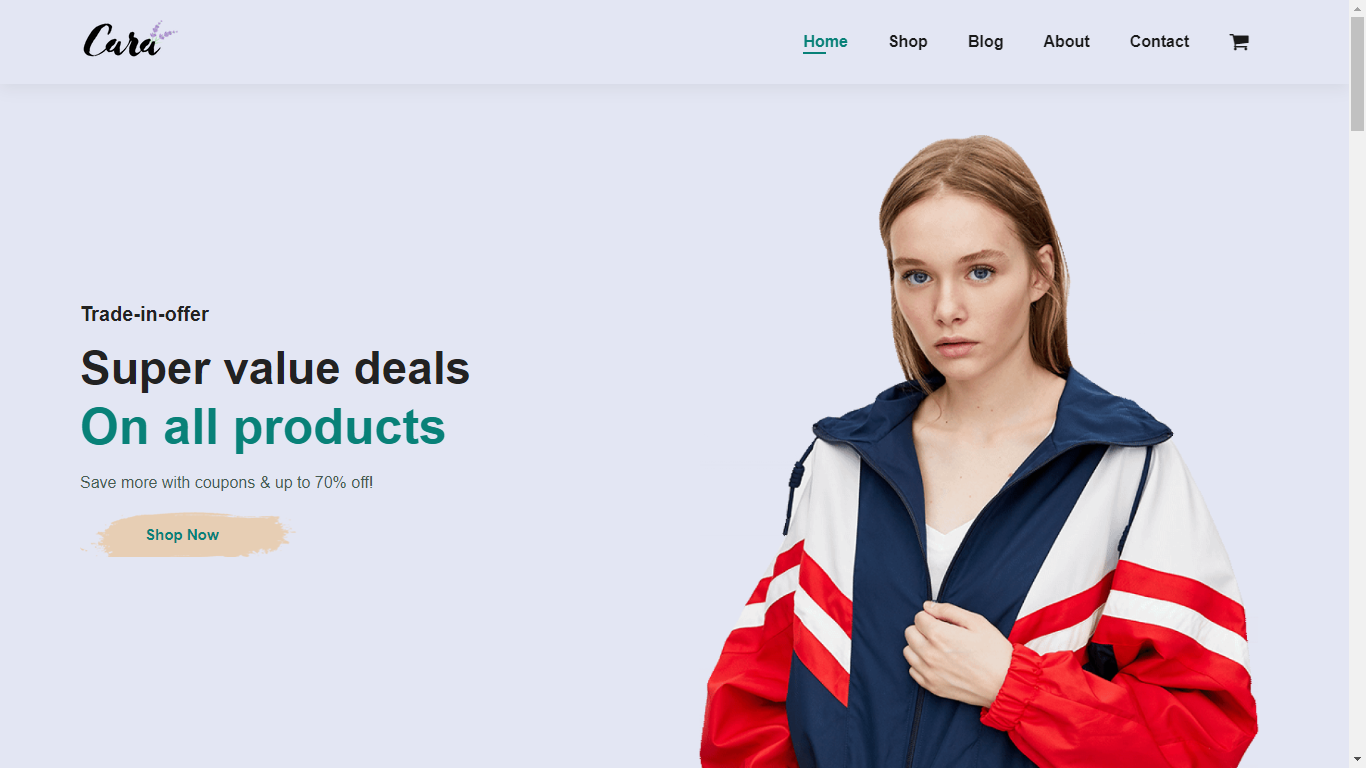 Cara
Home Shop Blog About Contact
Trade-in-offer
Super value deals
On all products
Save more with coupons & up to 70% off!
Shop Now